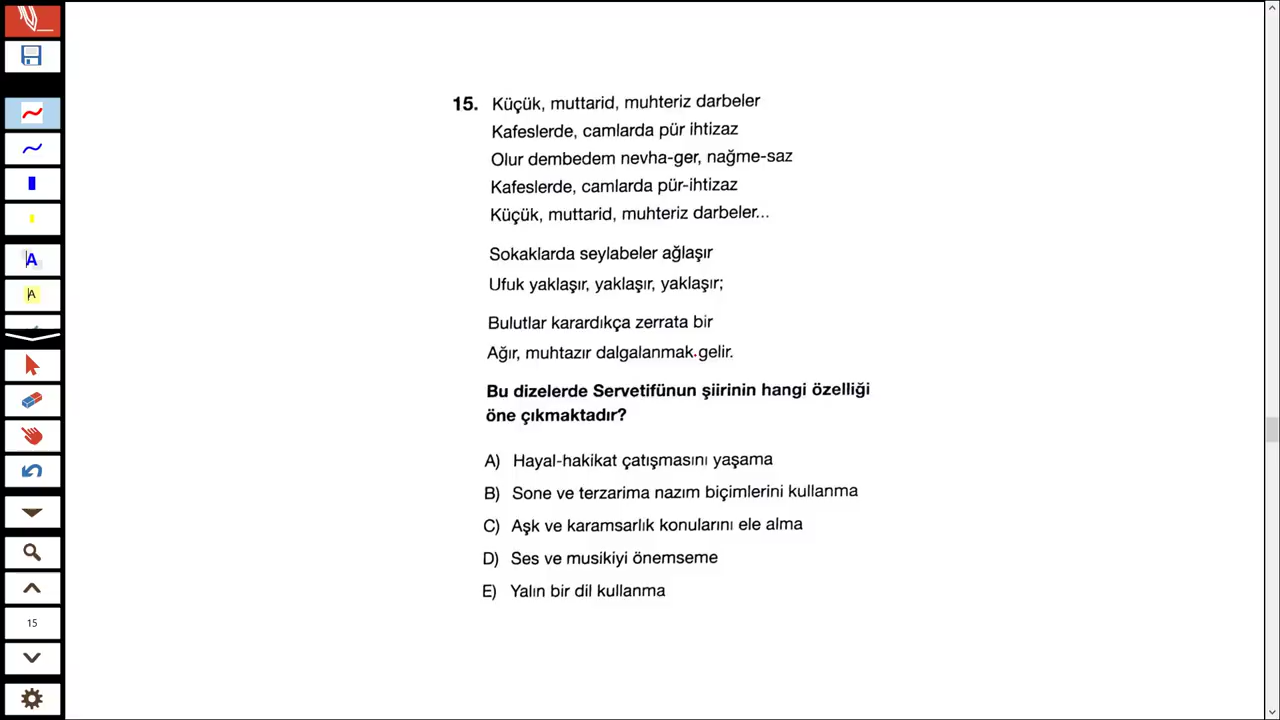 15. Küçük, muttarid, muhteriz darbeler
Kafeslerde, camlarda pür ihtizaz
Olur dembedem nevha-ger, nağme-saz
Kafeslerde, camlarda pür-ihtizaz
Küçük, muttarid, muhteriz darbeler...
Sokaklarda seylabeler ağlaşır
Ufuk yaklaşır, yaklaşır, yaklaşır;
Bulutlar karardıkça zerrata bir
Ağır, muhtazır dalgalanmak gelir.
Bu dizelerde Servetifünun şiirinin hangi özelliği
öne çıkmaktadır?
A) Hayal-hakikat çatışmasını yaşama
B) Sone ve terzarima nazım biçimlerini kullanma
C) Aşk ve karamsarlık konularını ele alma
D) Ses ve musikiyi önemseme
E) Yalın bir dil kullanma
A
A
15